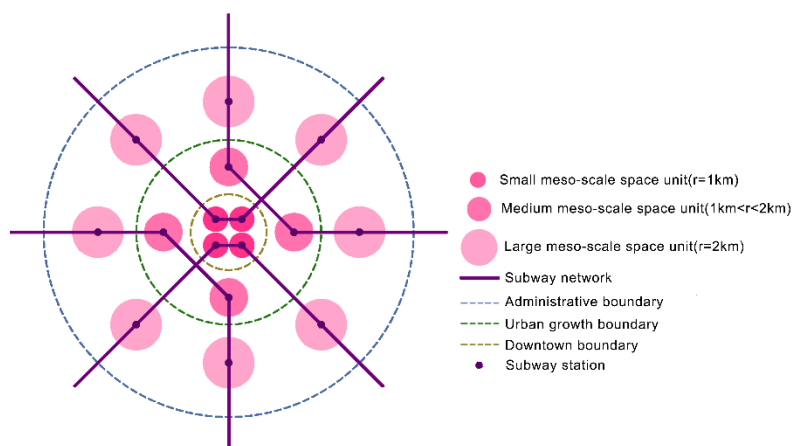 Small meso-scale space unit(r=1km)
Medium meso-scale space unit(1km<r<2km)
Large meso-scale space unit(r=2km)
Subway network
Administrative boundary
Urban growth boundary
Downtown boundary
Subway station